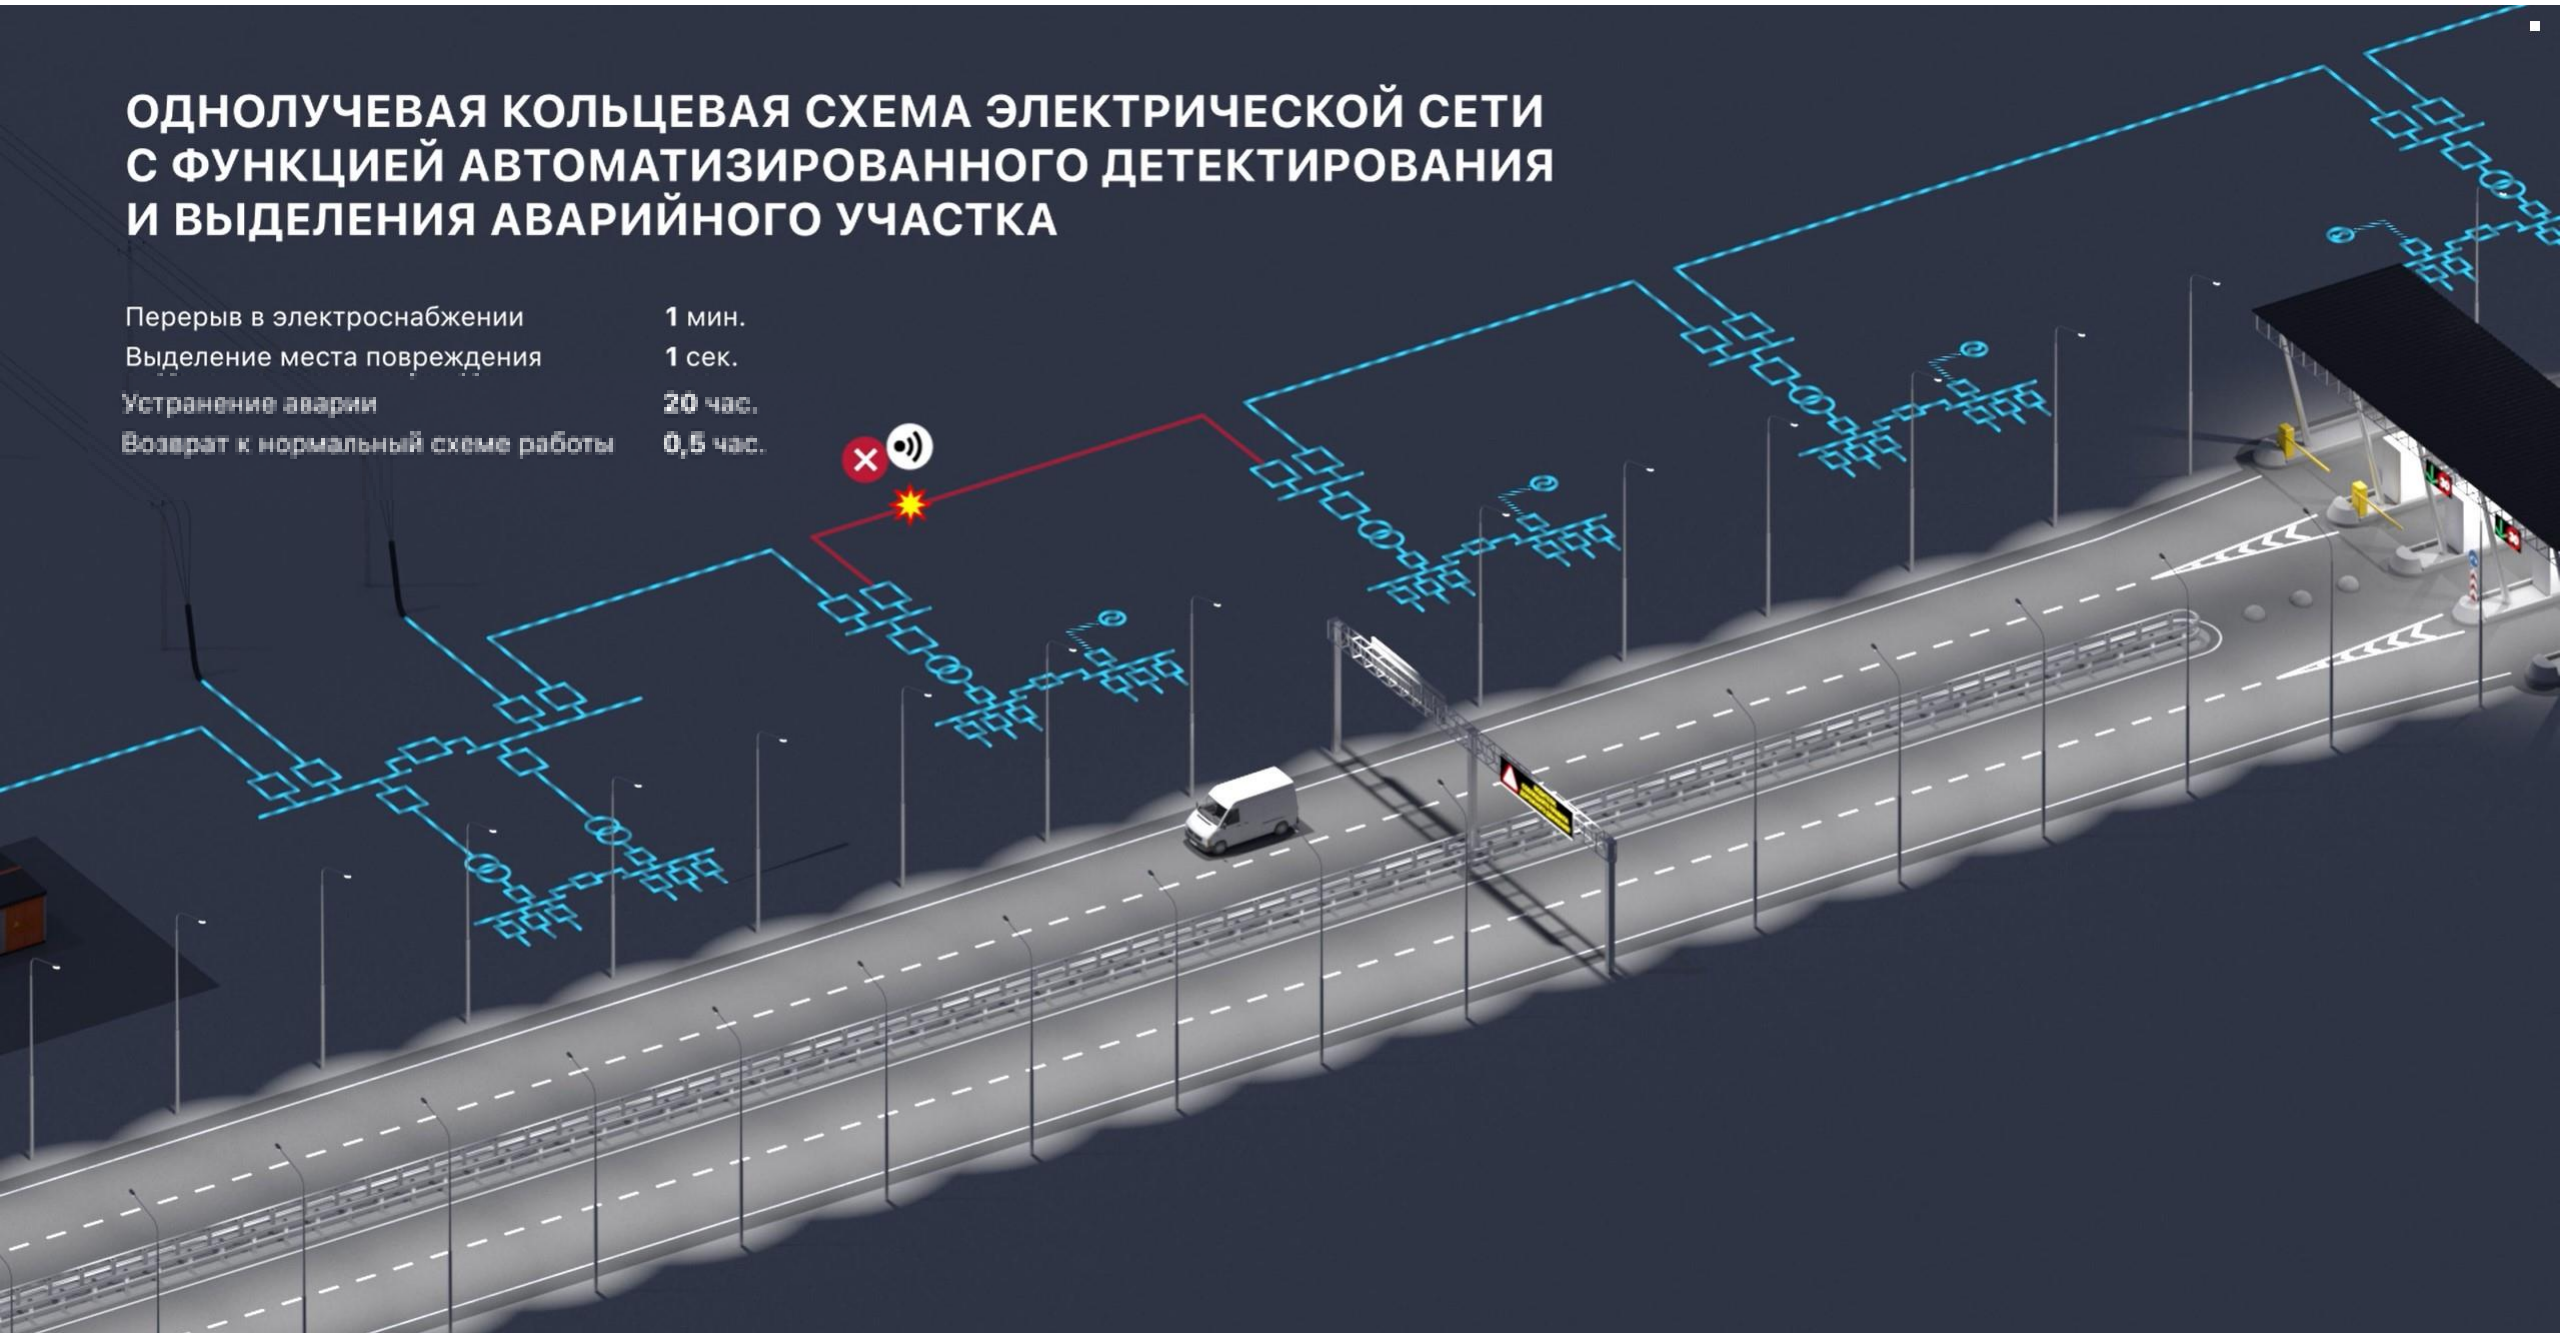 ОДНОЛУЧЕВАЯ КОЛЬЦЕВАЯ СХЕМА ЭЛЕКТРИЧЕСКОЙ СЕТИ
С ФУНКЦИЕЙ АВТОМАТИЗИРОВАННОГО ДЕТЕКТИРОВАНИЯ
И ВЫДЕЛЕНИЯ АВАРИЙНОГО УЧАСТКА
Перерыв в электроснабжении 1 мин.
Выделение места повреждения 1 сек.
Устранение аварии 20 час.
Возврат к нормальный схеме работы 0,5 час.